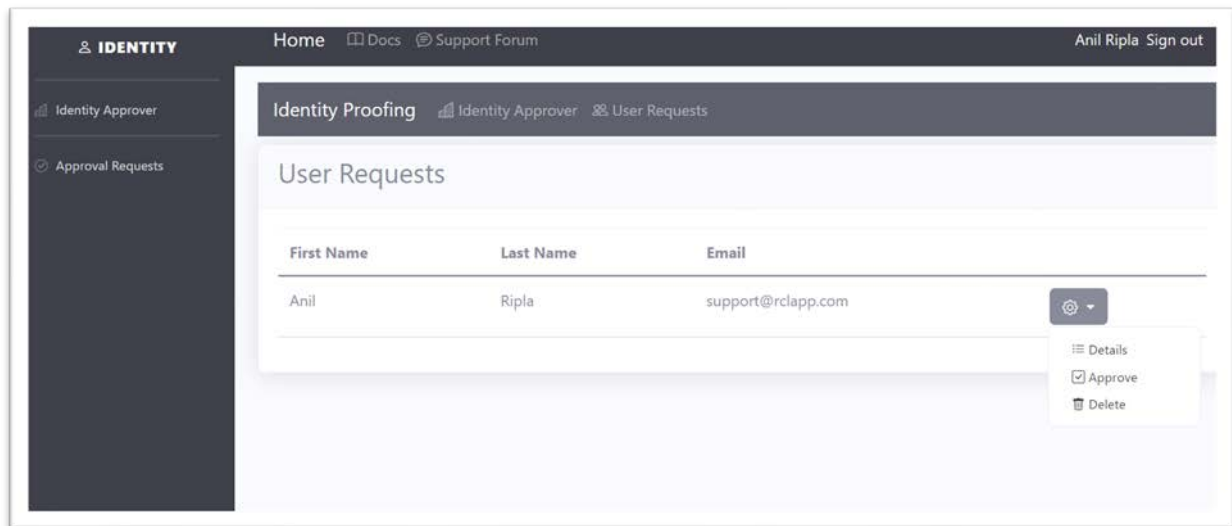 IDENTITY
Home Docs Support Forum Anil Ripla Sign out
Identity Approver
Identity Proofing Identity Approver User Requests
Approval Requests
User Requests
First Name Last Name Email
Anil Ripla support@rclapp.com
Details
Approve
Delete